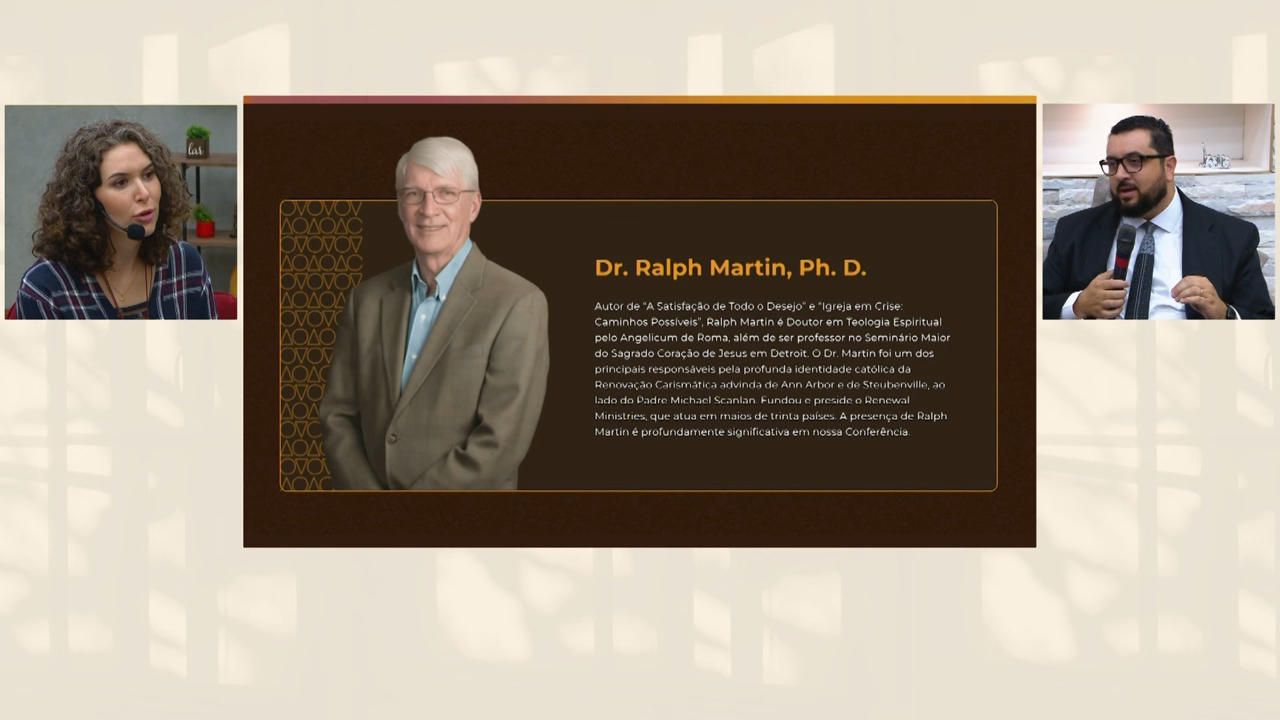 lar
Dr. Ralph Martin, Ph. D.
Autor de “A Satisfação de Todo o Desejo” e “Igreja em Crise:
Caminhos Possíveis”, Ralph Martin é Doutor em Teologia Espiritual
pelo Angelicum de Roma, além de ser professor no Seminário Maior
do Sagrado Coração de Jesus em Detroit. O Dr. Martin foi um dos
principais responsáveis pela profunda identidade católica da
Renovação Carismática advinda de Ann Arbor e de Steubenville, ao
lado do Padre Michael Scanlan. Fundou e preside o Renewal
Ministries, que atua em maios de trinta países. A presença de Ralph
Martin é profundamente significativa em nossa Conferência.